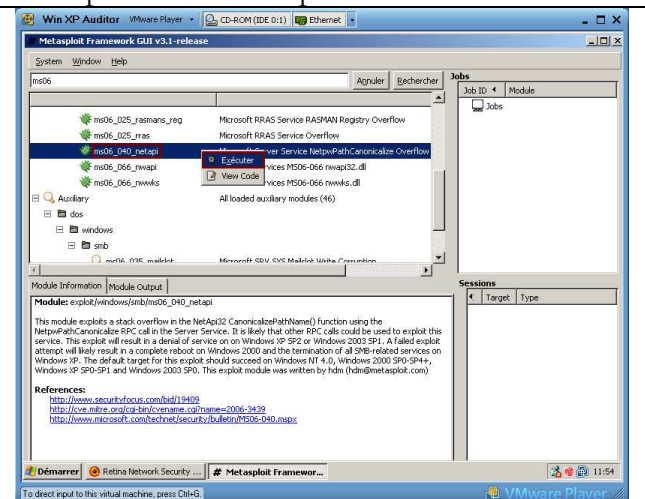 Win XP Auditor VMware Player CD-ROM (IDE 0:1) Ethernet
Metasploit Framework GUI v3.1-release
System Window Help
ms06 Annuler Rechercher
Jobs
Job ID Module
Jobs
ms06_025_rasmans_reg Microsoft RRAS Service RASMAN Registry Overflow
ms06_025_rras Microsoft RRAS Service Overflow
ms06_040_netapi Server Service NetpwPathCanonicalize Overflow
ms06_066_nwapi rvices MS06-066 nwapi32.dll
ms06_066_nwwks rvices MS06-066 nwwks.dll
Exécuter
View Code
Auxiliary All loaded auxiliary modules (46)
dos
windows
smb
ms06_035_mailslot Microsoft SRV.SYS Mailslot Write Corruption
Module Information Module Output
Sessions
Target Type
Module: exploit/windows/smb/ms06_040_netapi
This module exploits a stack overflow in the NetApi32 CanonicalizePathName() function using the
NetpwPathCanonicalize RPC call in the Server Service. It is likely that other RPC calls could be used to exploit this
service. This exploit will result in a denial of service on on Windows XP SP2 or Windows 2003 SP1. A failed exploit
attempt will likely result in a complete reboot on Windows 2000 and the termination of all SMB-related services on
Windows XP. The default target for this exploit should succeed on Windows NT 4.0, Windows 2000 SP0-SP4+,
Windows XP SP0-SP1 and Windows 2003 SP0. This exploit module was written by hdm (hdm@metasploit.com)
References:
http://www.securityfocus.com/bid/19409
http://cve.mitre.org/cgi-bin/cvename.cgi?name=2006-3439
http://www.microsoft.com/technet/security/bulletin/MS06-040.mspx
Démarrer Retina Network Security ... Metasploit Framewor... 11:54
To direct input to this virtual machine, press Ctrl+G. VMware Player